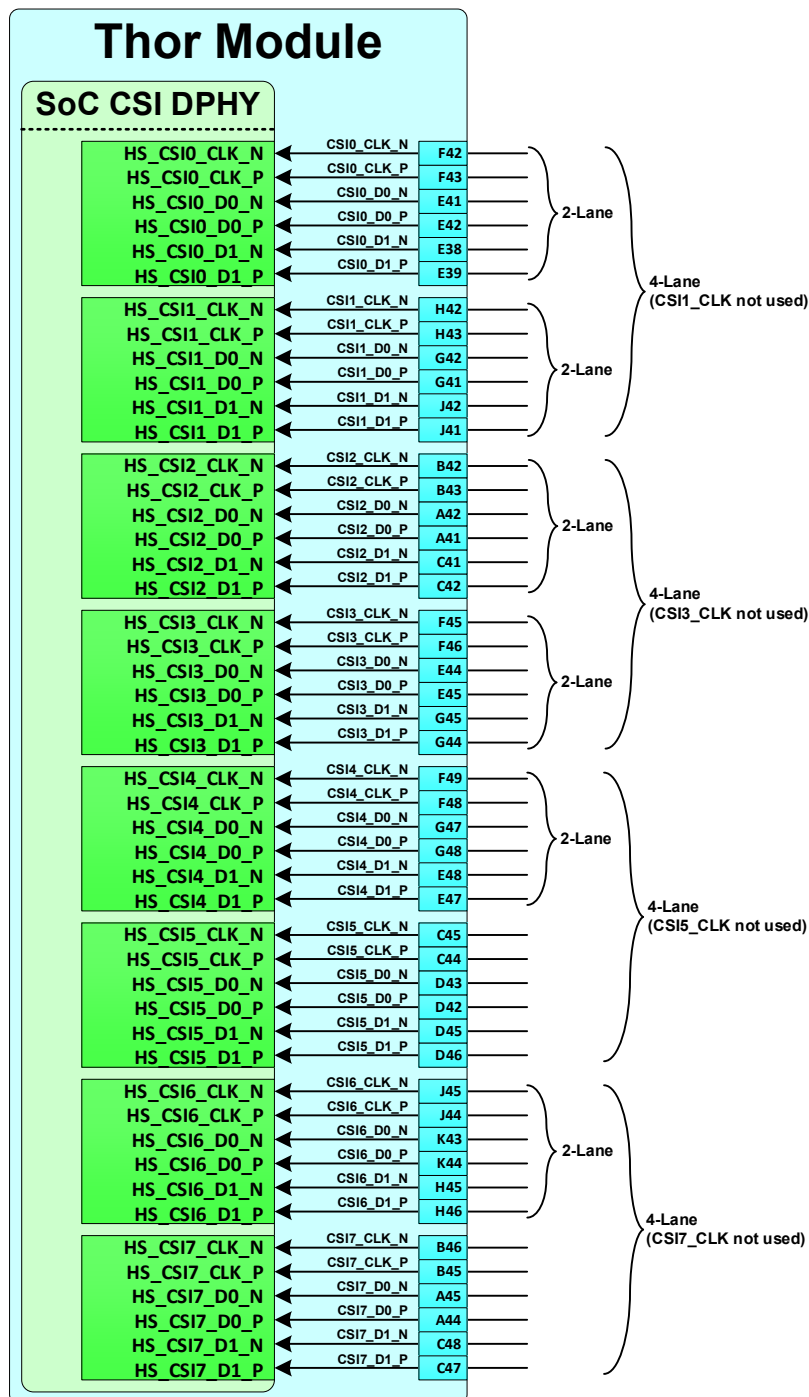 Thor Module
SoC CSI DPHY
HS_CSI0_CLK_N CSI0_CLK_N F42
HS_CSI0_CLK_P CSI0_CLK_P F43
HS_CSI0_D0_N CSI0_D0_N E41
HS_CSI0_D0_P CSI0_D0_P E42
2-Lane
HS_CSI0_D1_N CSI0_D1_N E38
HS_CSI0_D1_P CSI0_D1_P E39
4-Lane
(CSI1_CLK not used)
HS_CSI1_CLK_N CSI1_CLK_N H42
HS_CSI1_CLK_P CSI1_CLK_P H43
HS_CSI1_D0_N CSI1_D0_N G42
2-Lane
HS_CSI1_D0_P CSI1_D0_P G41
HS_CSI1_D1_N CSI1_D1_N J42
HS_CSI1_D1_P CSI1_D1_P J41
HS_CSI2_CLK_N CSI2_CLK_N B42
HS_CSI2_CLK_P CSI2_CLK_P B43
HS_CSI2_D0_N CSI2_D0_N A42
2-Lane
HS_CSI2_D0_P CSI2_D0_P A41
HS_CSI2_D1_N CSI2_D1_N C41
HS_CSI2_D1_P CSI2_D1_P C42
4-Lane
(CSI3_CLK not used)
HS_CSI3_CLK_N CSI3_CLK_N F45
HS_CSI3_CLK_P CSI3_CLK_P F46
HS_CSI3_D0_N CSI3_D0_N E44
2-Lane
HS_CSI3_D0_P CSI3_D0_P E45
HS_CSI3_D1_N CSI3_D1_N G45
HS_CSI3_D1_P CSI3_D1_P G44
HS_CSI4_CLK_N CSI4_CLK_N F49
HS_CSI4_CLK_P CSI4_CLK_P F48
HS_CSI4_D0_N CSI4_D0_N G47
2-Lane
HS_CSI4_D0_P CSI4_D0_P G48
HS_CSI4_D1_N CSI4_D1_N E48
HS_CSI4_D1_P CSI4_D1_P E47
4-Lane
(CSI5_CLK not used)
HS_CSI5_CLK_N CSI5_CLK_N C45
HS_CSI5_CLK_P CSI5_CLK_P C44
HS_CSI5_D0_N CSI5_D0_N D43
HS_CSI5_D0_P CSI5_D0_P D42
HS_CSI5_D1_N CSI5_D1_N D45
HS_CSI5_D1_P CSI5_D1_P D46
HS_CSI6_CLK_N CSI6_CLK_N J45
HS_CSI6_CLK_P CSI6_CLK_P J44
HS_CSI6_D0_N CSI6_D0_N K43
2-Lane
HS_CSI6_D0_P CSI6_D0_P K44
HS_CSI6_D1_N CSI6_D1_N H45
HS_CSI6_D1_P CSI6_D1_P H46
4-Lane
(CSI7_CLK not used)
HS_CSI7_CLK_N CSI7_CLK_N B46
HS_CSI7_CLK_P CSI7_CLK_P B45
HS_CSI7_D0_N CSI7_D0_N A45
HS_CSI7_D0_P CSI7_D0_P A44
HS_CSI7_D1_N CSI7_D1_N C48
HS_CSI7_D1_P CSI7_D1_P C47